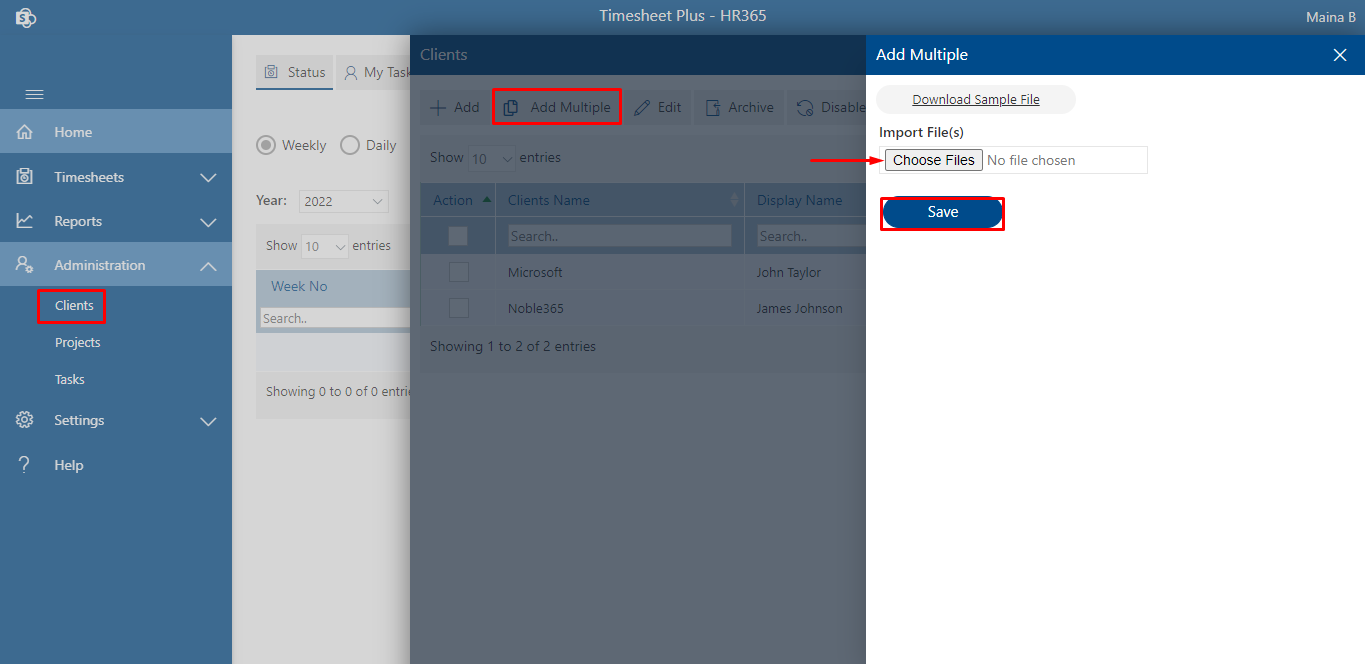 Timesheet Plus - HR365
Maina B
Home
Timesheets
Reports
Administration
Clients
Projects
Tasks
Settings
Help
Status
My Task
Weekly
Daily
Year: 2022
Show 10 entries
Week No
Search..
Showing 0 to 0 of 0 entrie
Clients
Add
Add Multiple
Edit
Archive
Disable
Show 10 entries
Action Clients Name Display Name
Search.. Search..
Microsoft John Taylor
Noble365 James Johnson
Showing 1 to 2 of 2 entries
Add Multiple
Download Sample File
Import File(s)
Choose Files No file chosen
Save